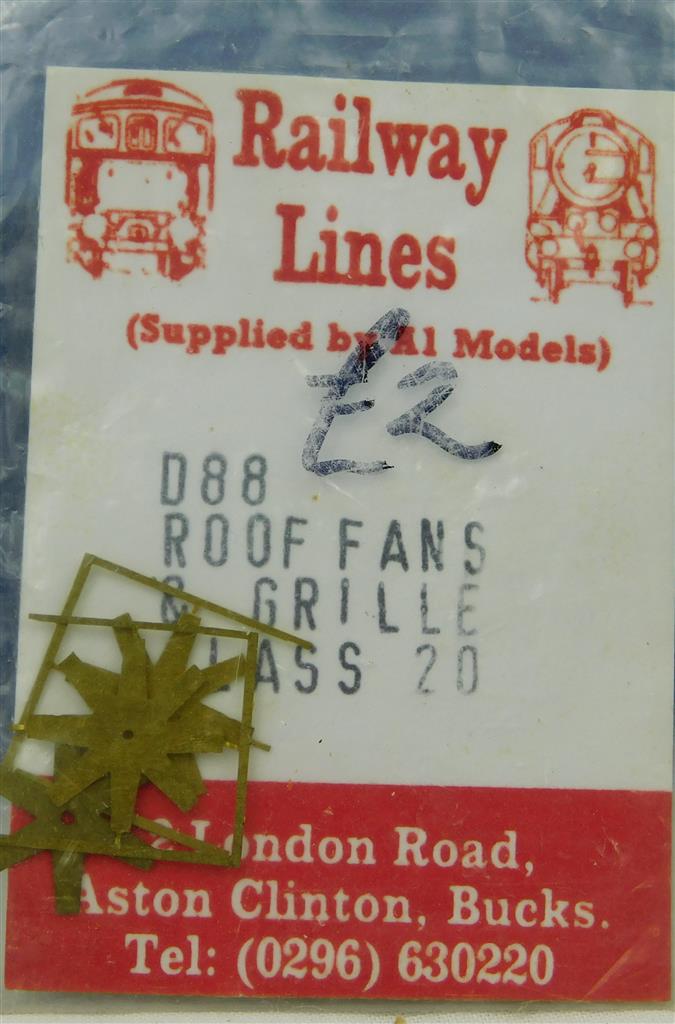 Railway
Lines
(Supplied by A1 Models)
£2
D88
ROOF FANS
& GRILLE
CLASS 20
London Road,
Aston Clinton, Bucks.
Tel: (0296) 630220